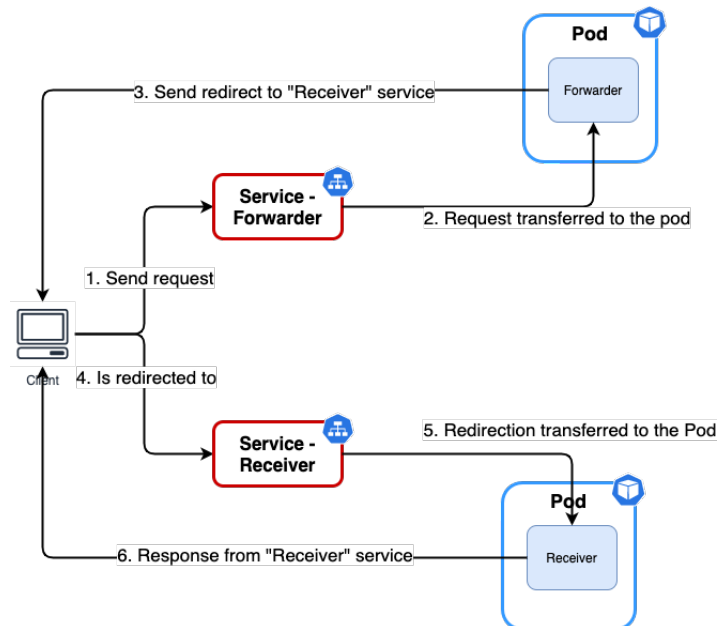 Pod
Forwarder
3. Send redirect to "Receiver" service
Service -
Forwarder
2. Request transferred to the pod
1. Send request
Client
4. Is redirected to
Service -
Receiver
5. Redirection transferred to the Pod
Pod
Receiver
6. Response from "Receiver" service